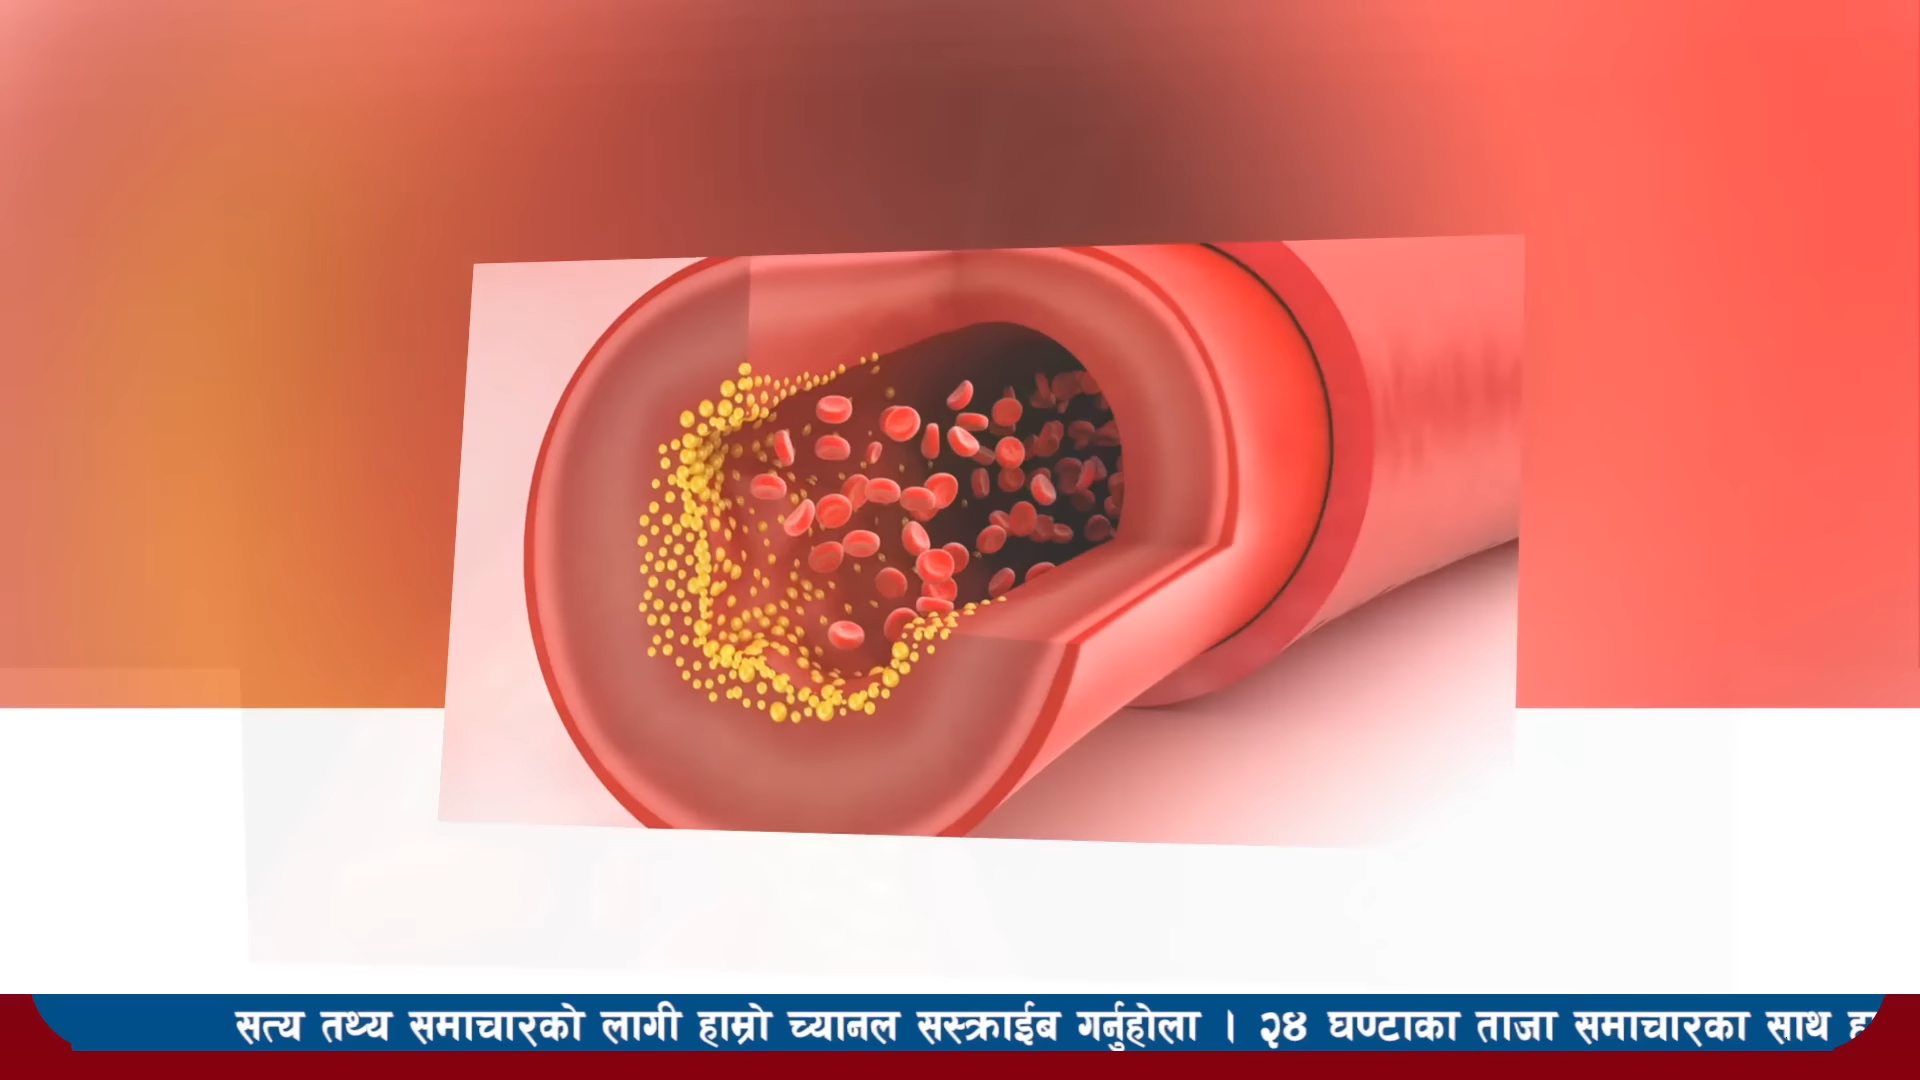 सत्य तथ्य समाचारको लागी हाम्रो च्यानल सस्क्राईब गर्नुहोला । २४ घण्टाका ताजा समाचारका साथ